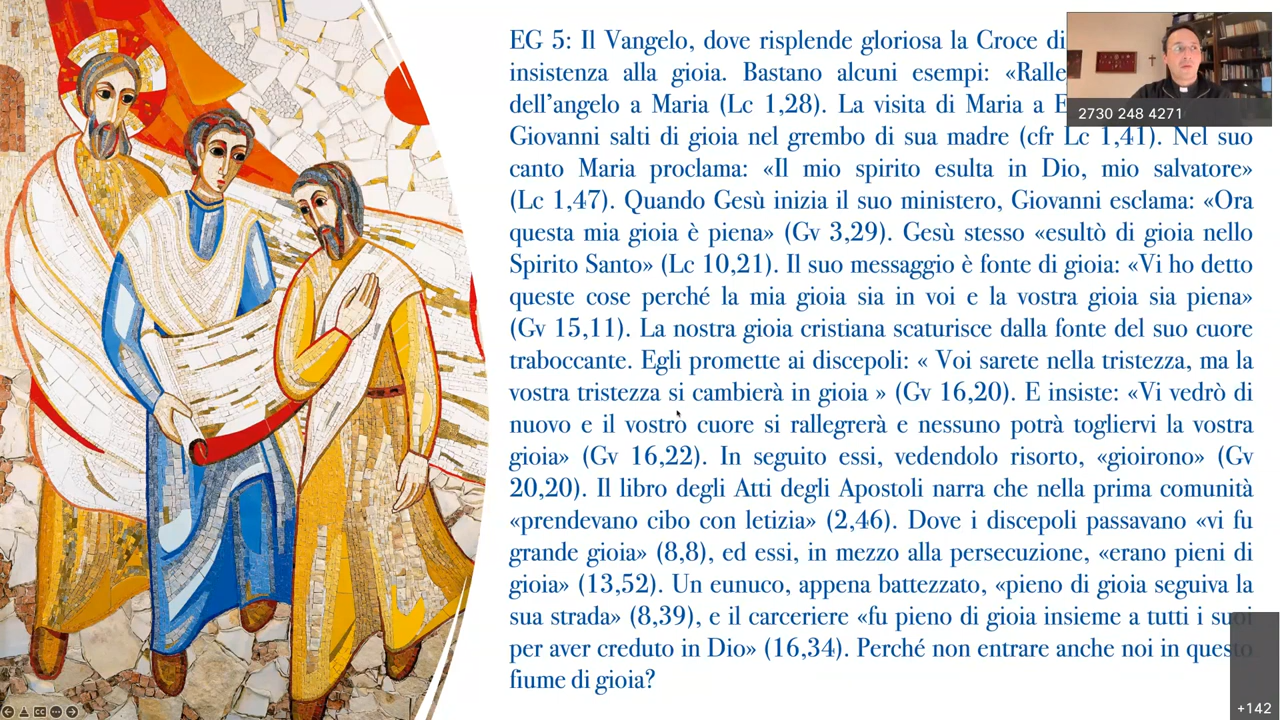 EG 5: Il Vangelo, dove risplende gloriosa la Croce di
insistenza alla gioia. Bastano alcuni esempi: «Ralle
dell’angelo a Maria (Lc 1,28). La visita di Maria a E
Giovanni salti di gioia nel grembo di sua madre (cfr Lc 1,41). Nel suo
canto Maria proclama: «Il mio spirito esulta in Dio, mio salvatore»
(Lc 1,47). Quando Gesù inizia il suo ministero, Giovanni esclama: «Ora
questa mia gioia è piena» (Gv 3,29). Gesù stesso «esultò di gioia nello
Spirito Santo» (Lc 10,21). Il suo messaggio è fonte di gioia: «Vi ho detto
queste cose perché la mia gioia sia in voi e la vostra gioia sia piena»
(Gv 15,11). La nostra gioia cristiana scaturisce dalla fonte del suo cuore
traboccante. Egli promette ai discepoli: « Voi sarete nella tristezza, ma la
vostra tristezza si cambierà in gioia » (Gv 16,20). E insiste: «Vi vedrò di
nuovo e il vostro cuore si rallegrerà e nessuno potrà togliervi la vostra
gioia» (Gv 16,22). In seguito essi, vedendolo risorto, «gioirono» (Gv
20,20). Il libro degli Atti degli Apostoli narra che nella prima comunità
«prendevano cibo con letizia» (2,46). Dove i discepoli passavano «vi fu
grande gioia» (8,8), ed essi, in mezzo alla persecuzione, «erano pieni di
gioia» (13,52). Un eunuco, appena battezzato, «pieno di gioia seguiva la
sua strada» (8,39), e il carceriere «fu pieno di gioia insieme a tutti i suoi
per aver creduto in Dio» (16,34). Perché non entrare anche noi in questo
fiume di gioia?
2730 248 4271
+142